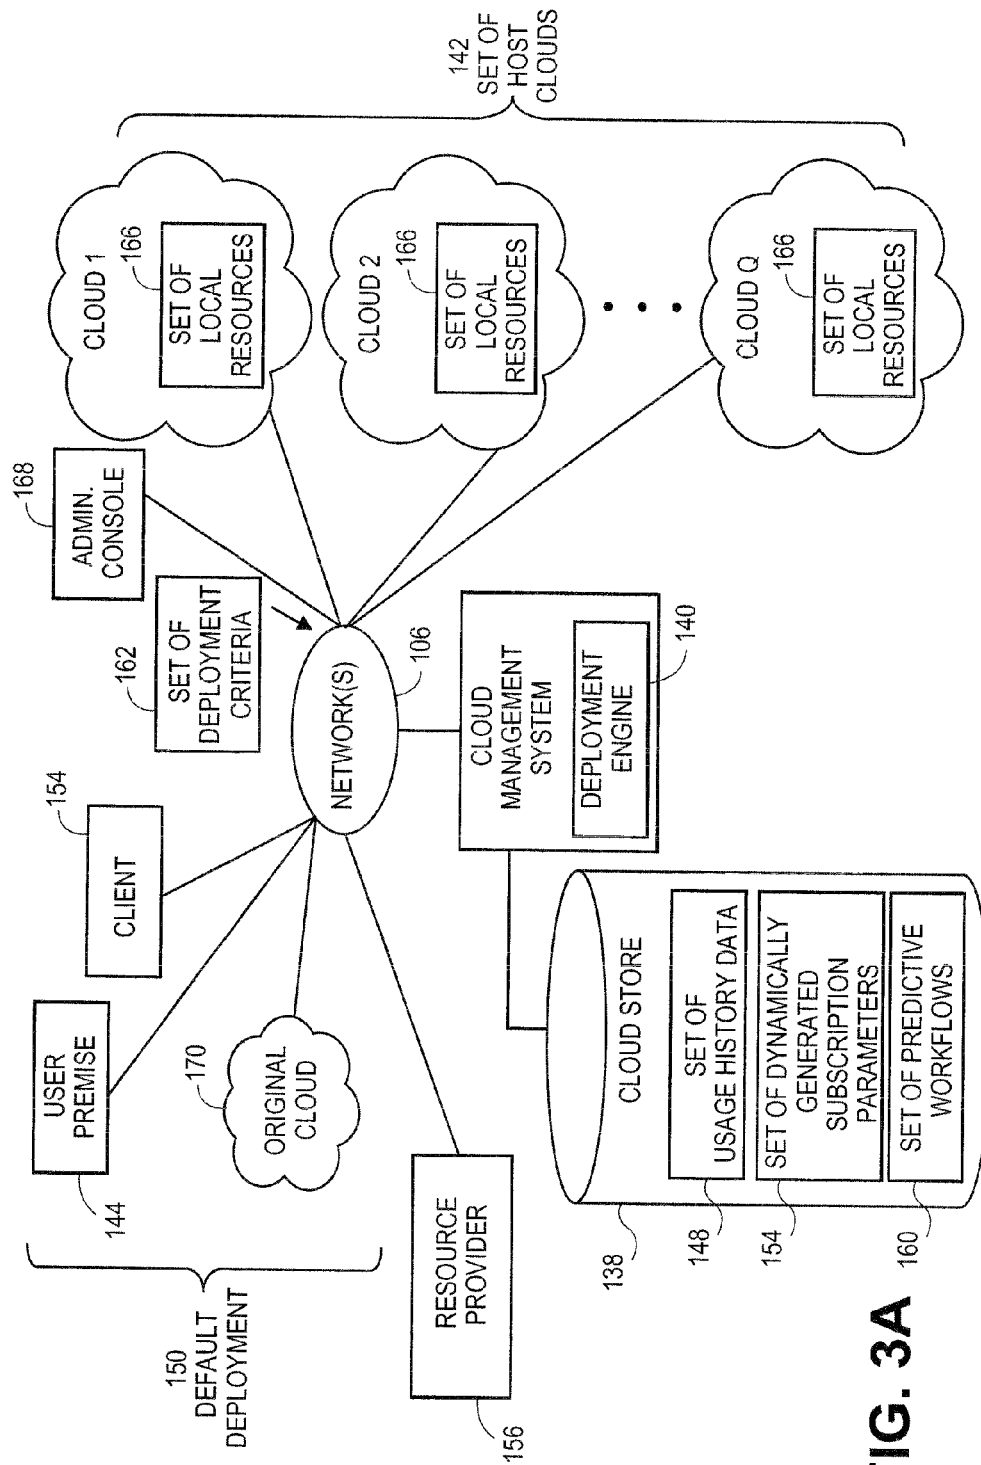 150
DEFAULT
DEPLOYMENT
144
USER
PREMISE
154
CLIENT
162
SET OF
DEPLOYMENT
CRITERIA
168
ADMIN.
CONSOLE
CLOUD 1
166
SET OF
LOCAL
RESOURCES
142
SET OF
HOST
CLOUDS
170
ORIGINAL
CLOUD
NETWORK(S)
106
CLOUD 2
166
SET OF
LOCAL
RESOURCES
156
RESOURCE
PROVIDER
CLOUD
MANAGEMENT
SYSTEM
DEPLOYMENT
ENGINE
140
CLOUD Q
166
SET OF
LOCAL
RESOURCES
138
CLOUD STORE
148
SET OF
USAGE HISTORY DATA
154
SET OF DYNAMICALLY
GENERATED
SUBSCRIPTION
PARAMETERS
160
SET OF PREDICTIVE
WORKFLOWS
FIG. 3A